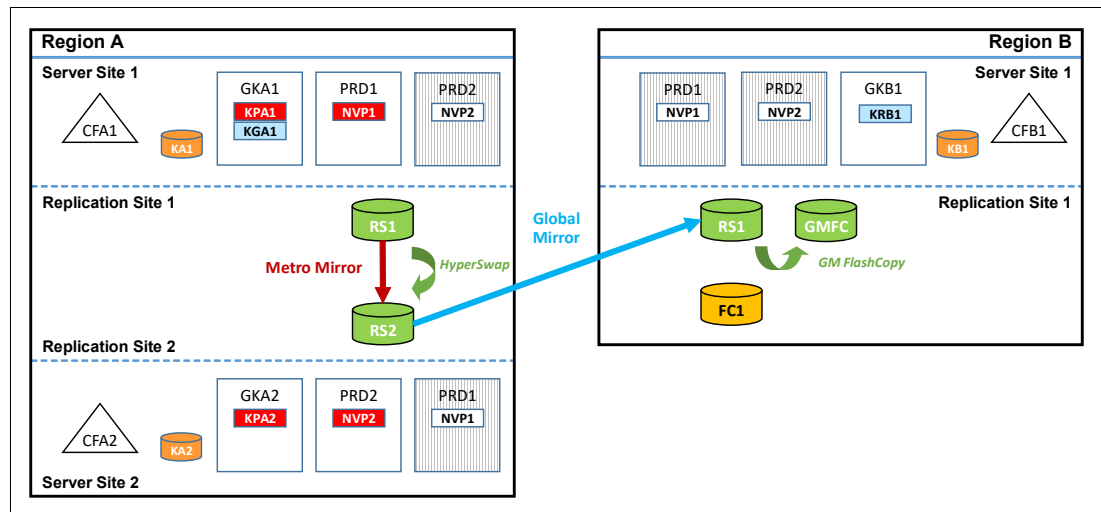 Region A
Server Site 1
CFA1
KA1
GKA1
KPA1
KGA1
PRD1
NVP1
PRD2
NVP2
Replication Site 1
RS1
Metro Mirror
HyperSwap
RS2
Replication Site 2
CFA2
KA2
GKA2
KPA2
PRD2
NVP2
PRD1
NVP1
Server Site 2
Global
Mirror
Region B
Server Site 1
PRD1
NVP1
PRD2
NVP2
GKB1
KRB1
KB1
CFB1
Replication Site 1
RS1
GMFC
GM FlashCopy
FC1